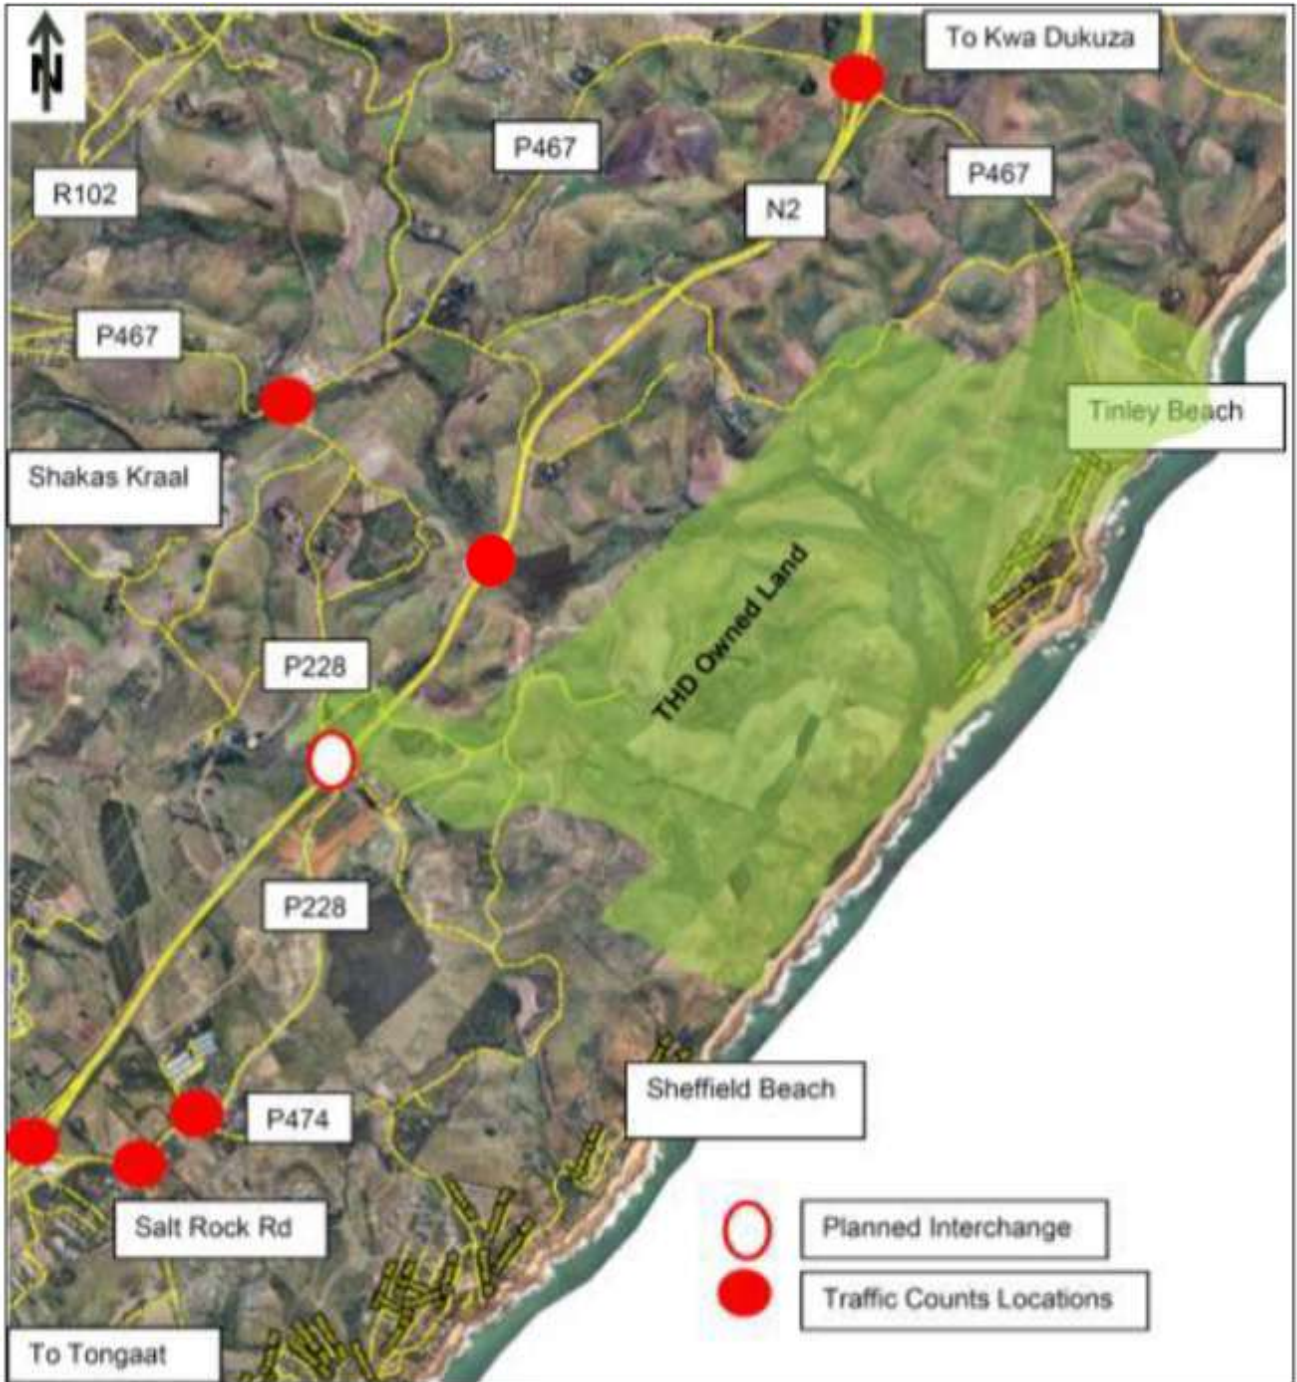 N
To Kwa Dukuza
P467
P467
R102
N2
P467
Tinley Beach
Shakas Kraal
THD Owned Land
P228
P228
Sheffield Beach
P474
Salt Rock Rd
Planned Interchange
Traffic Counts Locations
To Tongaat